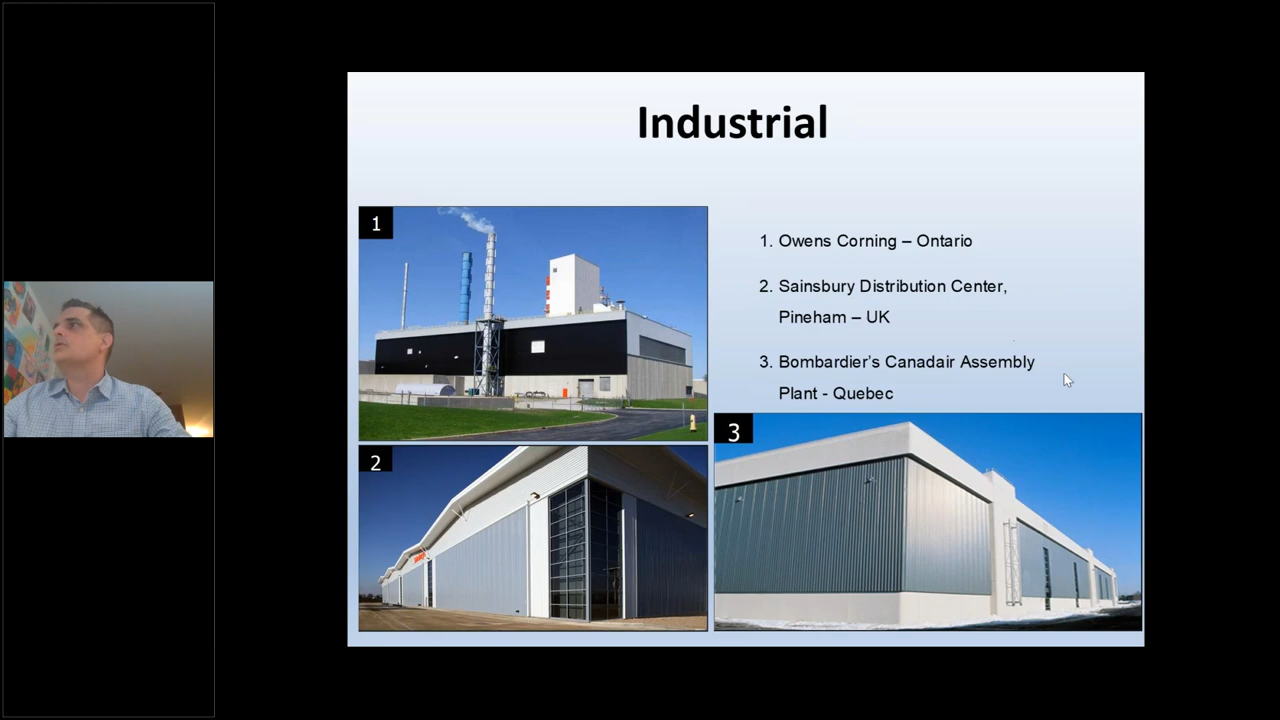 Industrial
1
1. Owens Corning – Ontario
2. Sainsbury Distribution Center,
Pineham – UK
3. Bombardier's Canadair Assembly
Plant - Quebec
2
3